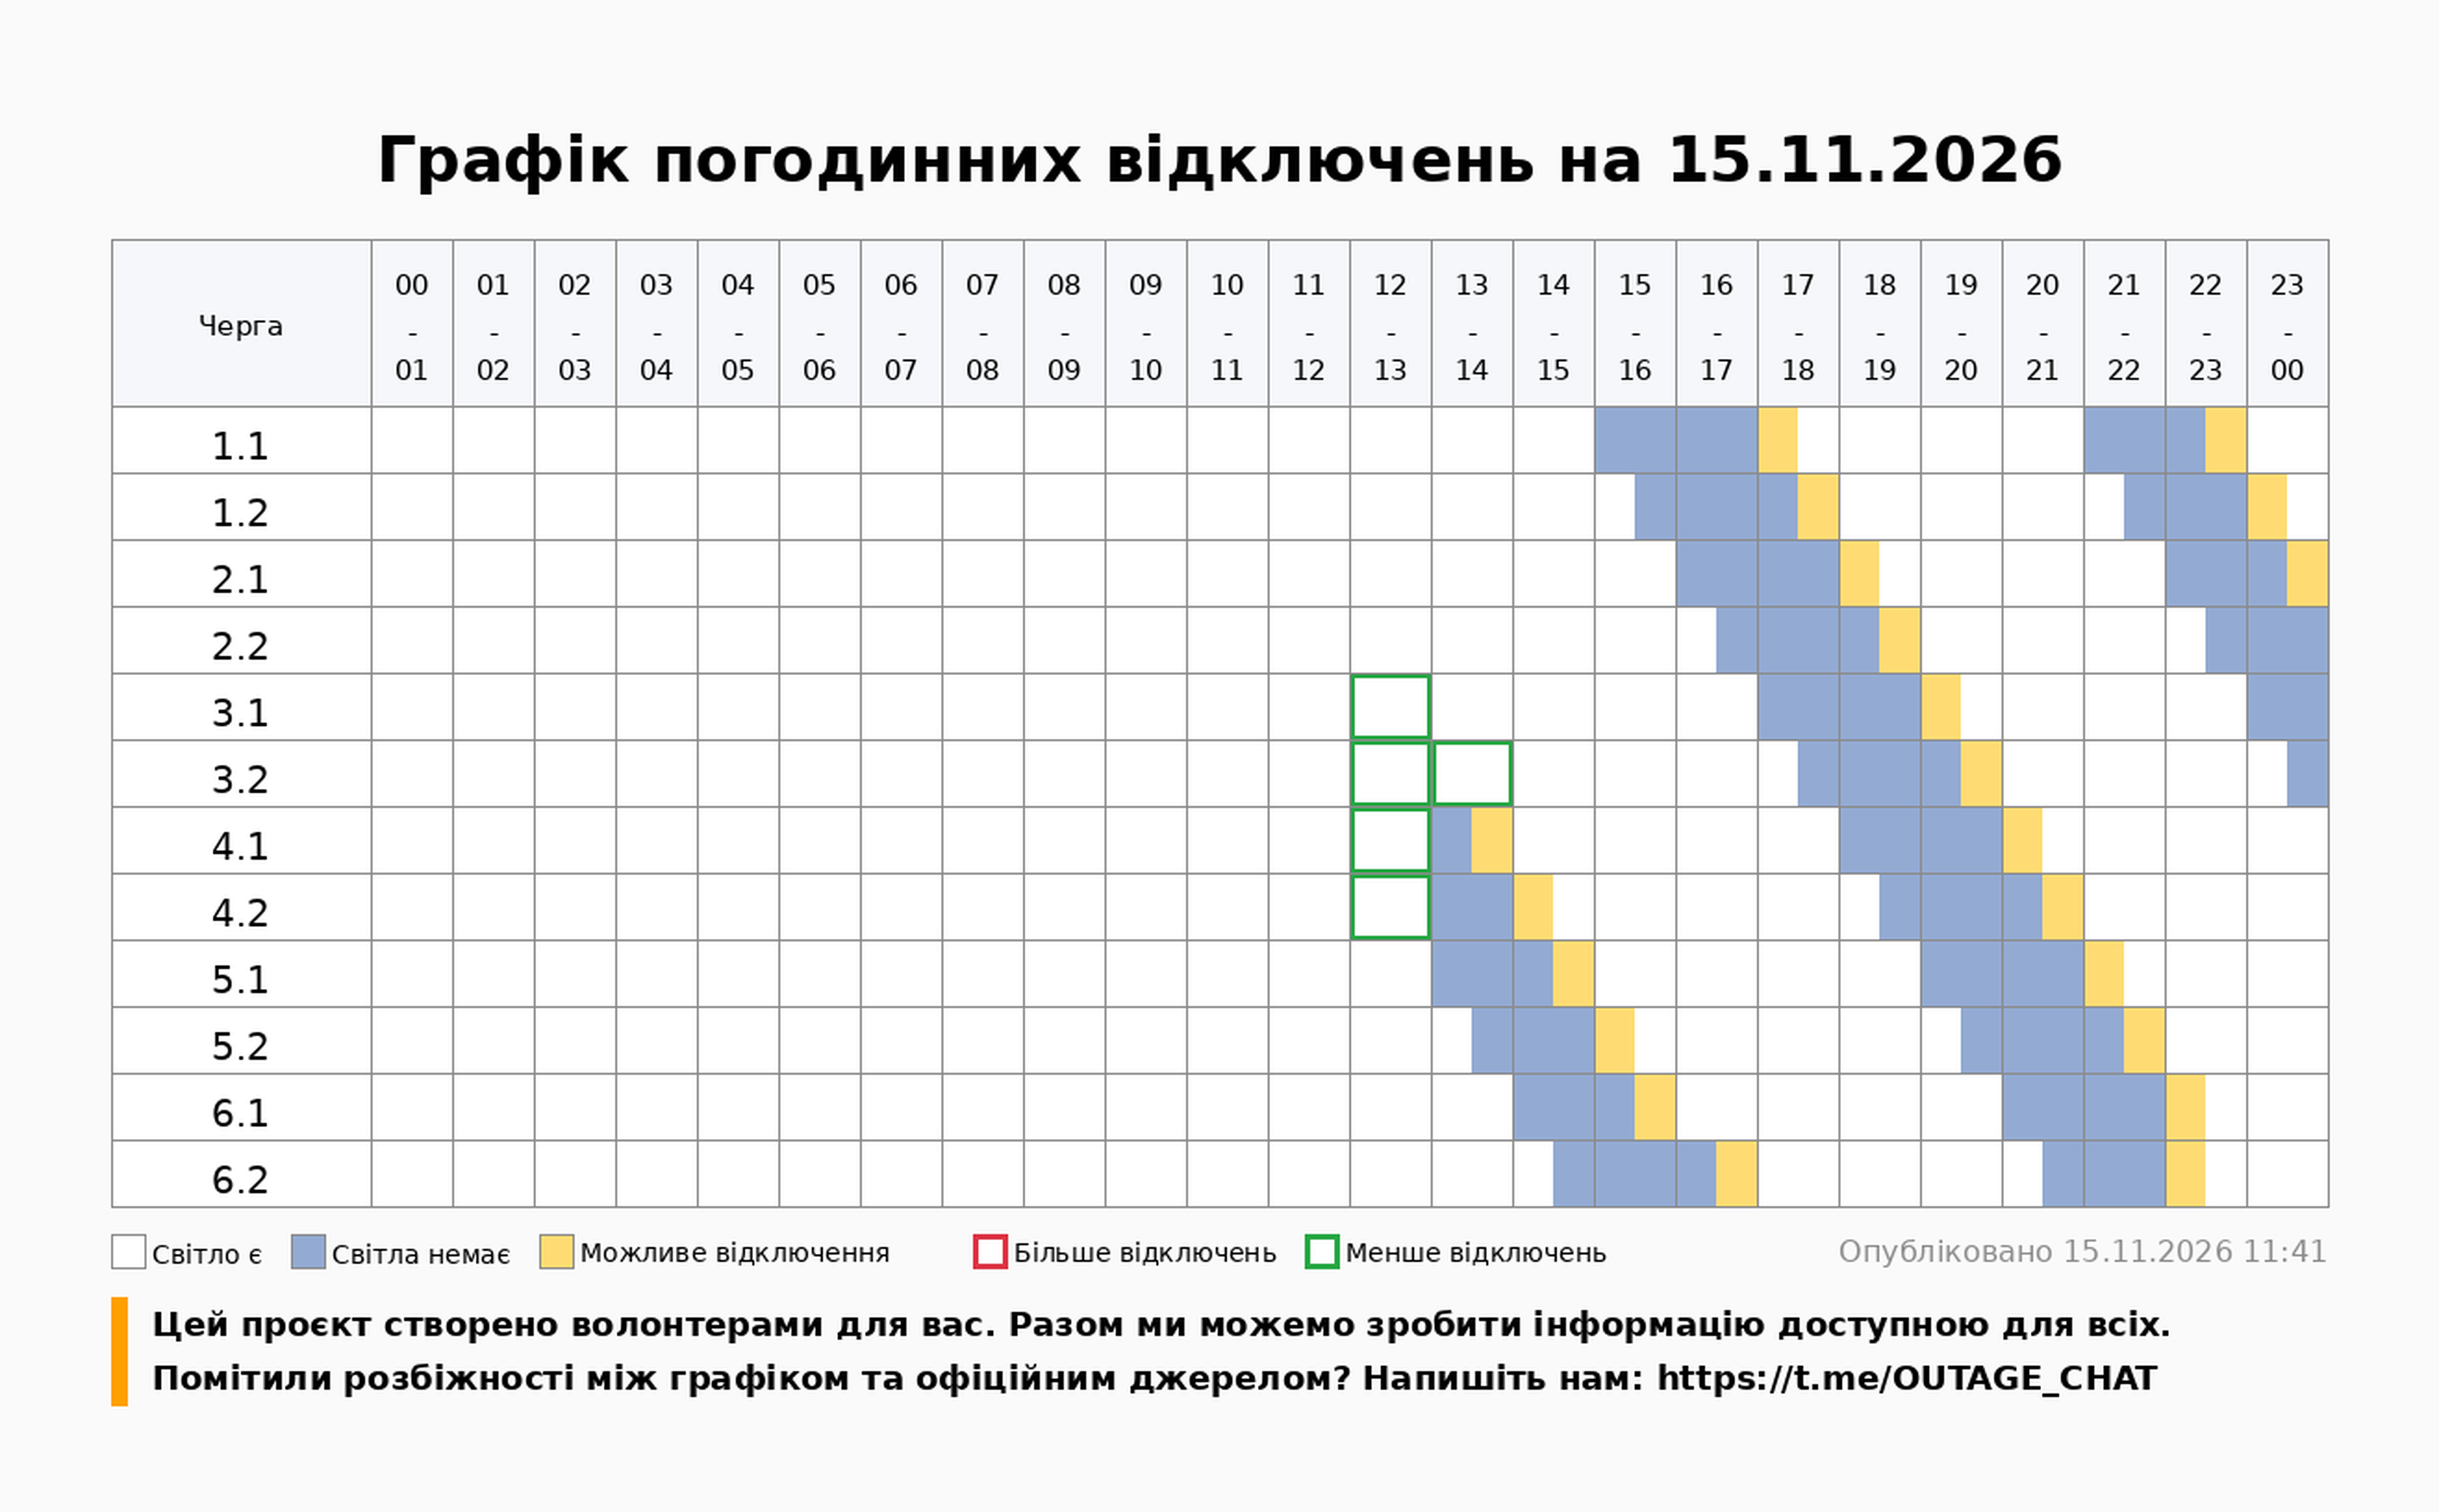 Графік погодинних відключень на 15.11.2026
Черга 00 - 01 01 - 02 02 - 03 03 - 04 04 - 05 05 - 06 06 - 07 07 - 08 08 - 09 09 - 10 10 - 11 11 - 12 12 - 13 13 - 14 14 - 15 15 - 16 16 - 17 17 - 18 18 - 19 19 - 20 20 - 21 21 - 22 22 - 23 23 - 00
1.1
1.2
2.1
2.2
3.1
3.2
4.1
4.2
5.1
5.2
6.1
6.2
Світло є Світла немає Можливе відключення Більше відключень Менше відключень Опубліковано 15.11.2026 11:41
Цей проєкт створено волонтерами для вас. Разом ми можемо зробити інформацію доступною для всіх.
Помітили розбіжності між графіком та офіційним джерелом? Напишіть нам: https://t.me/OUTAGE_CHAT